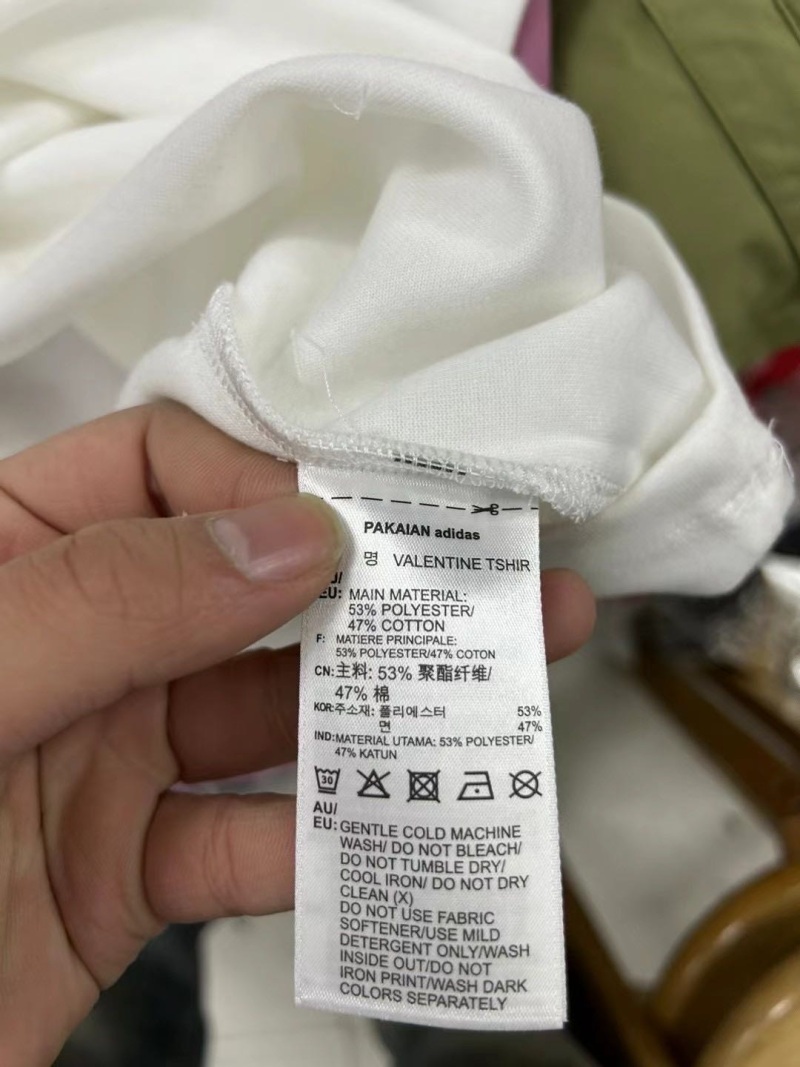 PAKAIAN adidas
명 VALENTINE TSHIR
EU: MAIN MATERIAL:
53% POLYESTER/
47% COTTON
F: MATIERE PRINCIPALE:
53% POLYESTER/47% COTON
CN:主料: 53% 聚酯纤维/
47% 棉
KOR:주소재: 폴리에스터 53%
면 47%
IND:MATERIAL UTAMA: 53% POLYESTER/
47% KATUN
30
AU/
EU: GENTLE COLD MACHINE
WASH/ DO NOT BLEACH/
DO NOT TUMBLE DRY/
COOL IRON/ DO NOT DRY
CLEAN (X)
DO NOT USE FABRIC
SOFTENER/USE MILD
DETERGENT ONLY/WASH
INSIDE OUT/DO NOT
IRON PRINT/WASH DARK
COLORS SEPARATELY